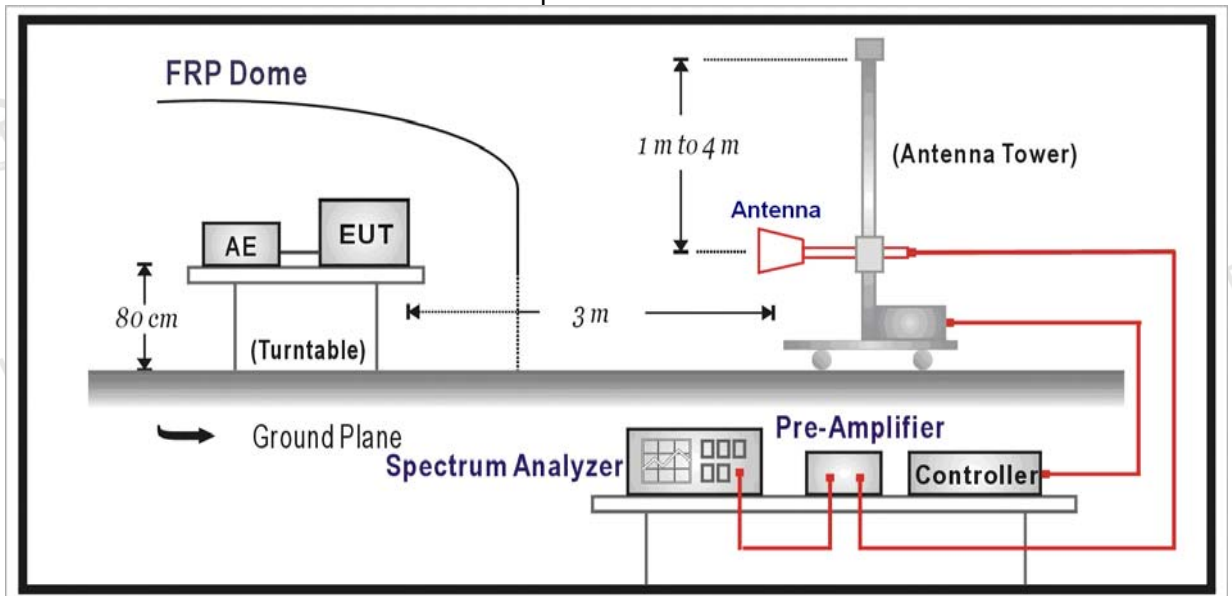 FRP Dome
1 m to 4 m
(Antenna Tower)
Antenna
AE
EUT
80 cm
3 m
(Turntable)
Ground Plane
Pre-Amplifier
Spectrum Analyzer
Controller